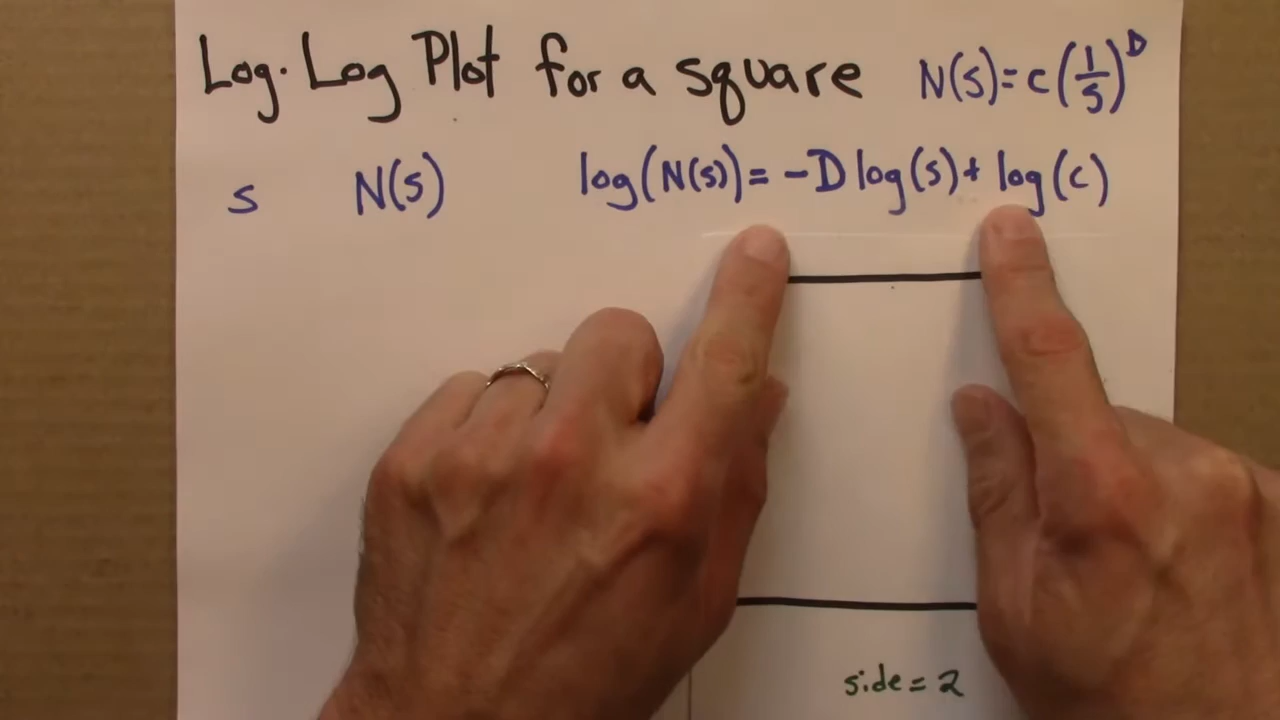 Log-Log Plot for a square N(s)=c(1/s)^D
s N(s) log(N(s))= -D log(s)+ log(c)
side = 2